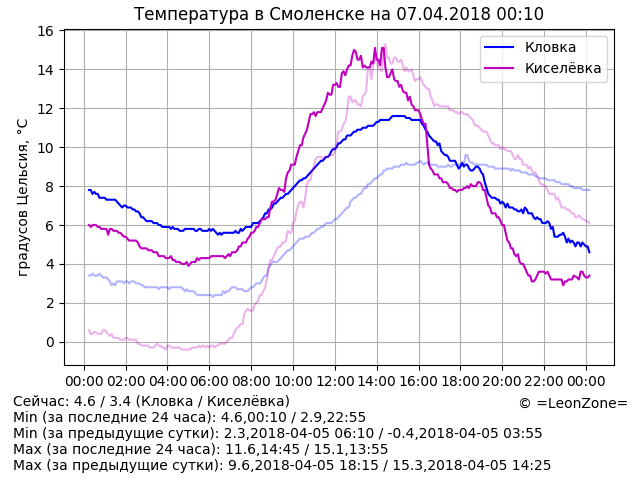 Температура в Смоленске на 07.04.2018 00:10
градусов Цельсия, °C
16
14
12
10
8
6
4
2
0
Кловка
Киселёвка
00:00 02:00 04:00 06:00 08:00 10:00 12:00 14:00 16:00 18:00 20:00 22:00 00:00
Сейчас: 4.6 / 3.4 (Кловка / Киселёвка)
© =LeonZone=
Min (за последние 24 часа): 4.6,00:10 / 2.9,22:55
Min (за предыдущие сутки): 2.3,2018-04-05 06:10 / -0.4,2018-04-05 03:55
Max (за последние 24 часа): 11.6,14:45 / 15.1,13:55
Max (за предыдущие сутки): 9.6,2018-04-05 18:15 / 15.3,2018-04-05 14:25